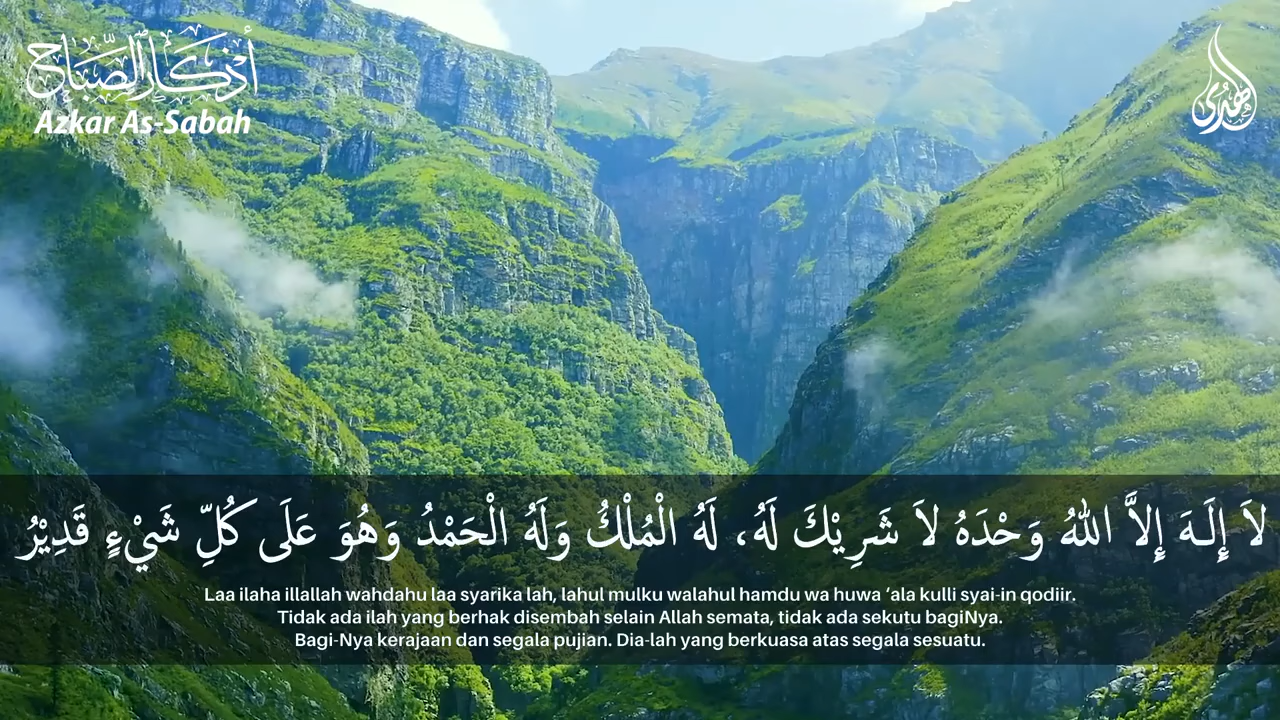 أذكار الصباح
Azkar As-Sabah
الهدى
لاَ إِلَهَ إِلاَّ اللهُ وَحْدَهُ لاَ شَرِيْكَ لَهُ، لَهُ الْمُلْكُ وَلَهُ الْحَمْدُ وَهُوَ عَلَى كُلِّ شَيْءٍ قَدِيْرُ
Laa ilaha illallah wahdahu laa syarika lah, lahul mulku walahul hamdu wa huwa ‘ala kulli syai-in qodiir.
Tidak ada ilah yang berhak disembah selain Allah semata, tidak ada sekutu bagiNya.
Bagi-Nya kerajaan dan segala pujian. Dia-lah yang berkuasa atas segala sesuatu.